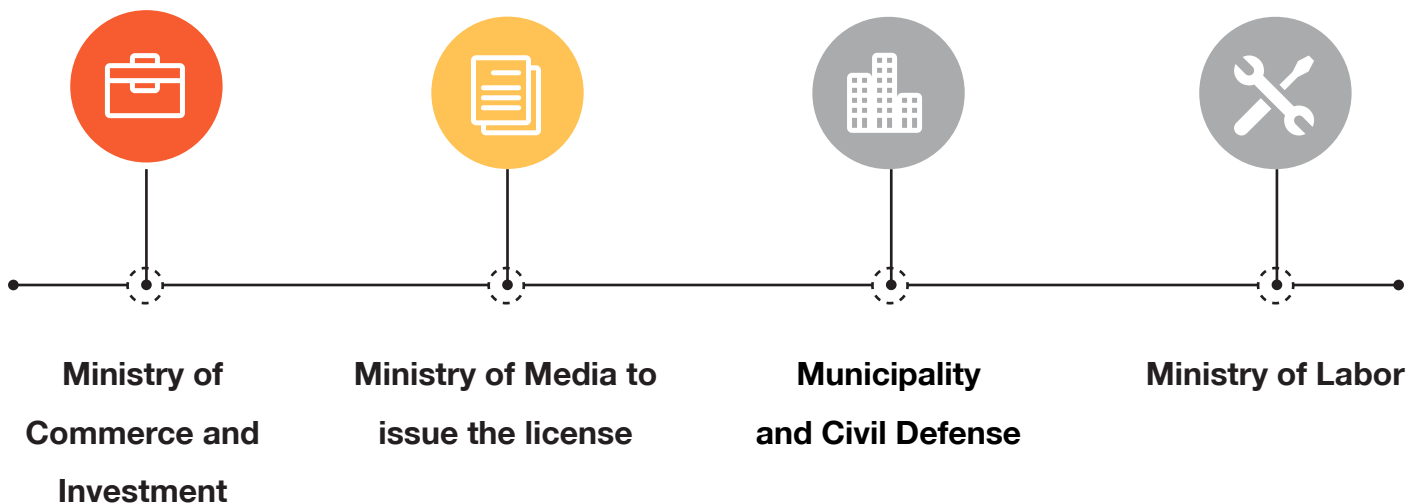 Ministry of
Commerce and
Investment
Ministry of Media to
issue the license
Municipality
and Civil Defense
Ministry of Labor